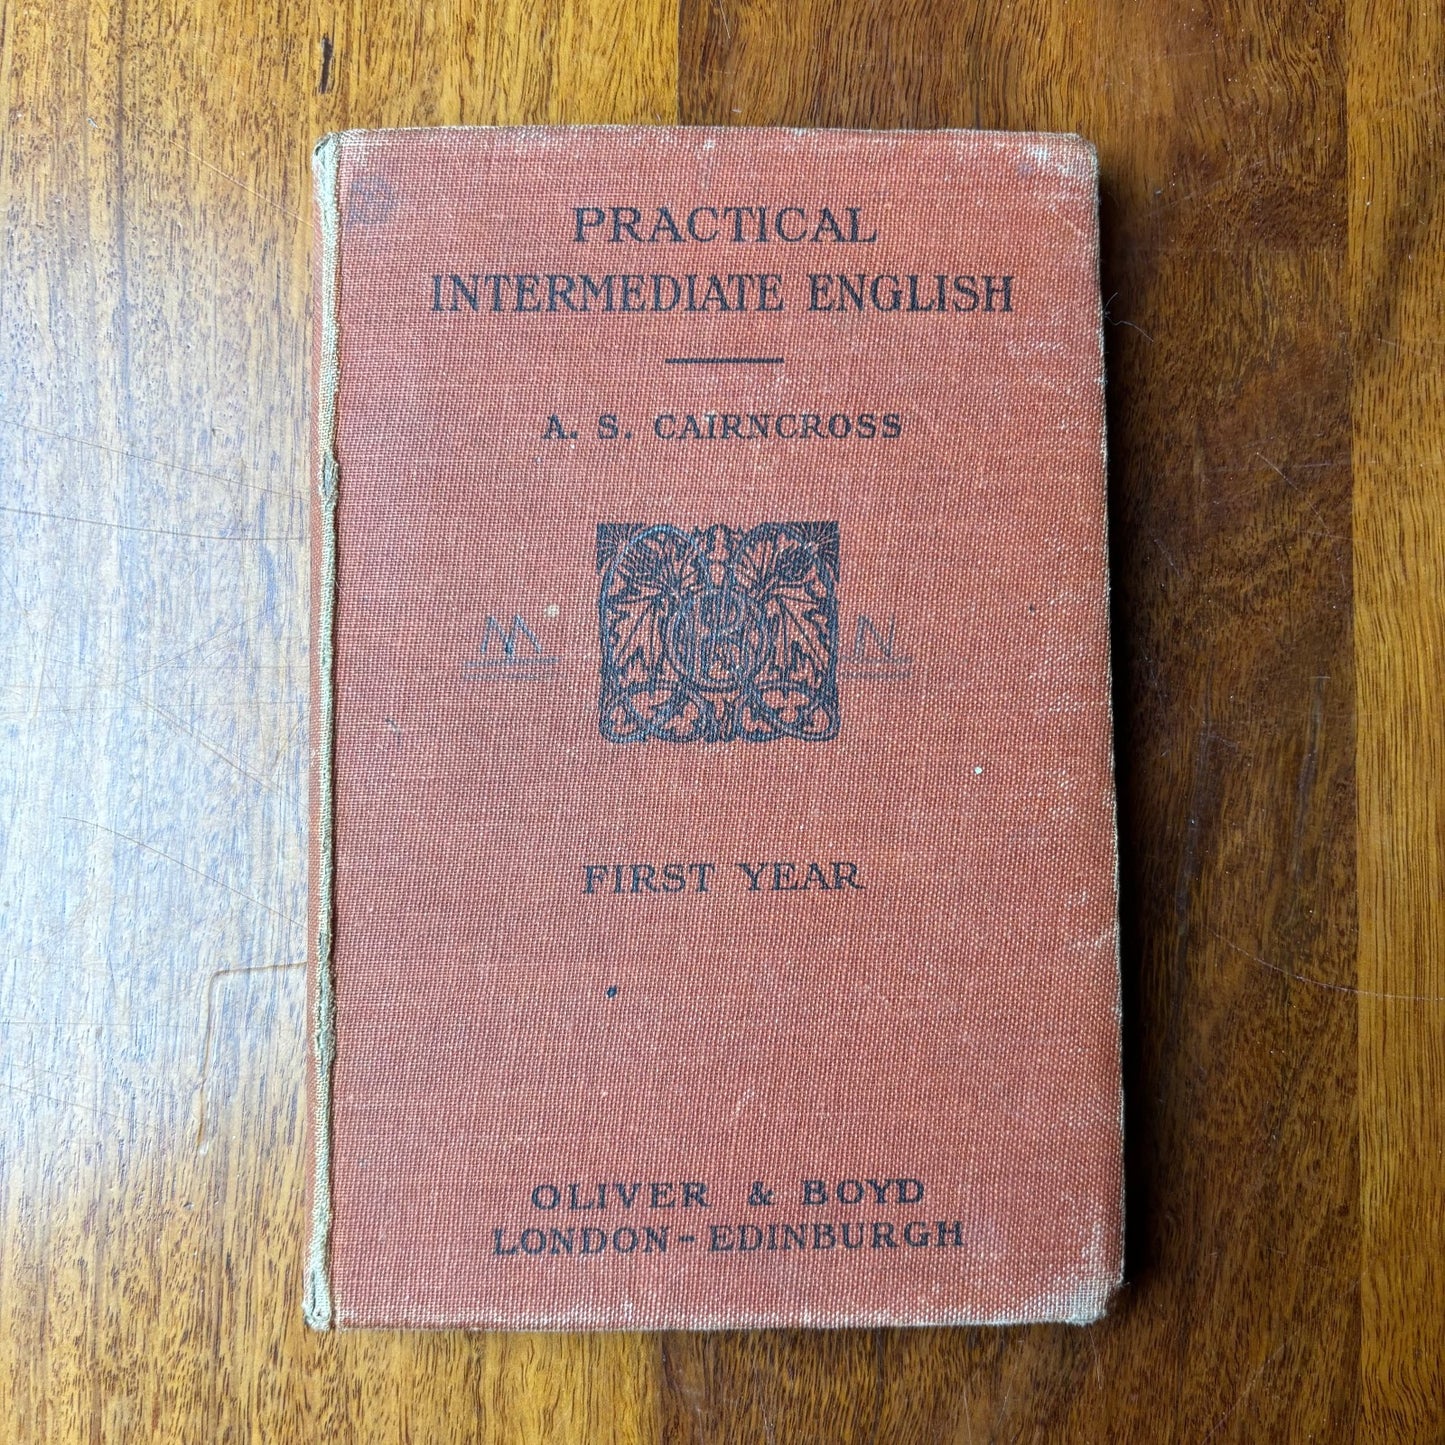 PRACTICAL
INTERMEDIATE ENGLISH
A. S. CAIRNCROSS
M N
FIRST YEAR
OLIVER & BOYD
LONDON - EDINBURGH